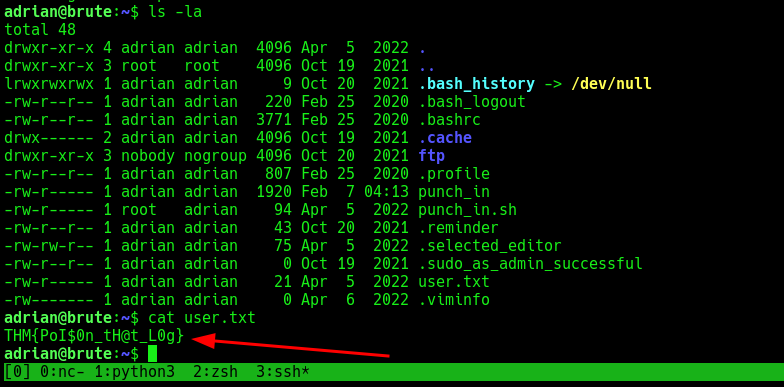 adrian@brute:~$ ls -la
total 48
drwxr-xr-x 4 adrian adrian  4096 Apr  5  2022 .
drwxr-xr-x 3 root   root    4096 Oct 19  2021 ..
lrwxrwxrwx 1 adrian adrian     9 Oct 20  2021 .bash_history -> /dev/null
-rw-r--r-- 1 adrian adrian   220 Feb 25  2020 .bash_logout
-rw-r--r-- 1 adrian adrian  3771 Feb 25  2020 .bashrc
drwx------ 2 adrian adrian  4096 Oct 19  2021 .cache
drwxr-xr-x 3 nobody nogroup 4096 Oct 20  2021 ftp
-rw-r--r-- 1 adrian adrian   807 Feb 25  2020 .profile
-rw-r----- 1 adrian adrian  1920 Feb  7 04:13 punch_in
-rw-r----- 1 root   adrian    94 Apr  5  2022 punch_in.sh
-rw-r----- 1 adrian adrian    43 Oct 20  2021 .reminder
-rw-rw-r-- 1 adrian adrian    75 Apr  5  2022 .selected_editor
-rw-r--r-- 1 adrian adrian     0 Oct 19  2021 .sudo_as_admin_successful
-rw-r----- 1 adrian adrian    21 Apr  5  2022 user.txt
-rw------- 1 adrian adrian     0 Apr  6  2022 .viminfo
adrian@brute:~$ cat user.txt
THM{PoI$0n_tH@t_L0g}
adrian@brute:~$
[0] 0:nc- 1:python3  2:zsh  3:ssh*